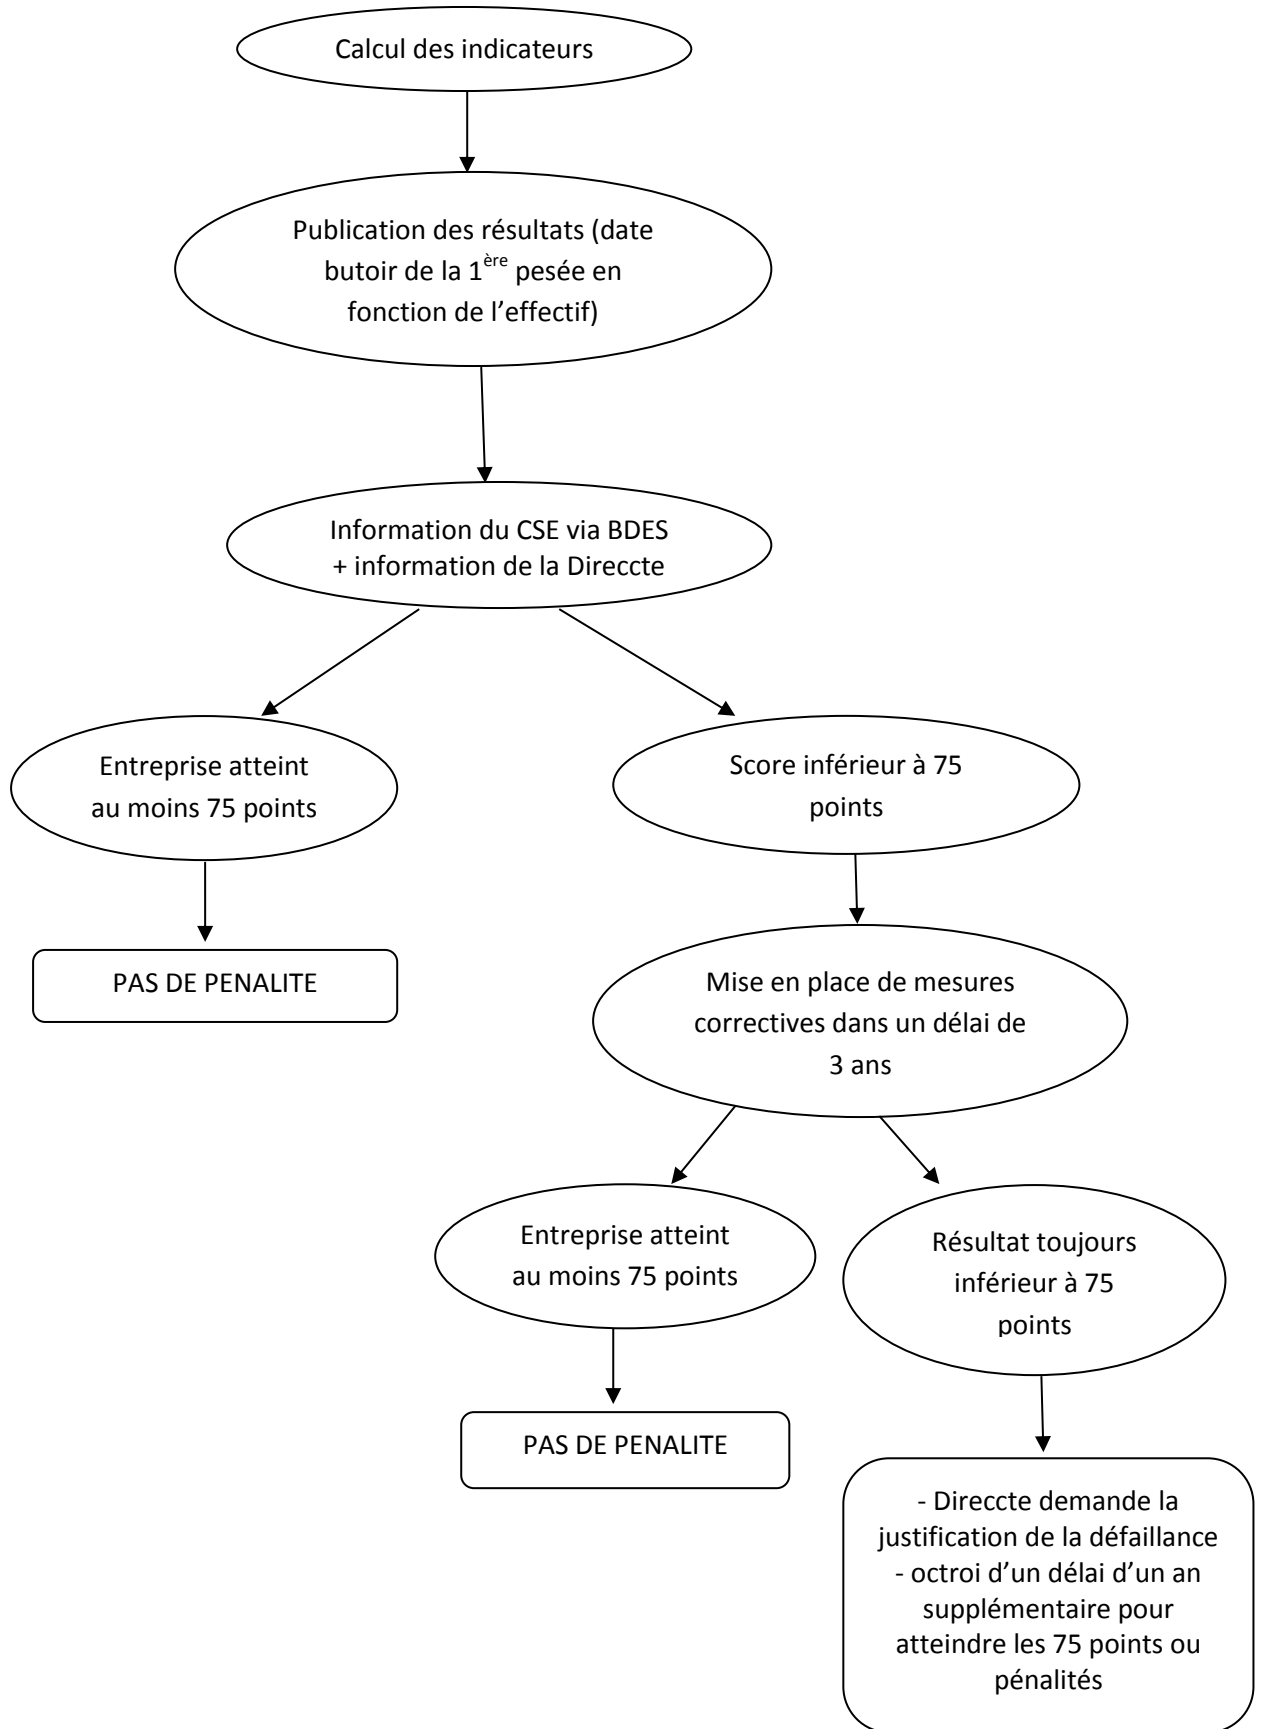 Calcul des indicateurs
Publication des résultats (date
butoir de la 1ère pesée en
fonction de l’effectif)
Information du CSE via BDES
+ information de la Direccte
Entreprise atteint
au moins 75 points
Score inférieur à 75
points
PAS DE PENALITE
Mise en place de mesures
correctives dans un délai de
3 ans
Entreprise atteint
au moins 75 points
Résultat toujours
inférieur à 75
points
PAS DE PENALITE
- Direccte demande la
justification de la défaillance
- octroi d’un délai d’un an
supplémentaire pour
atteindre les 75 points ou
pénalités